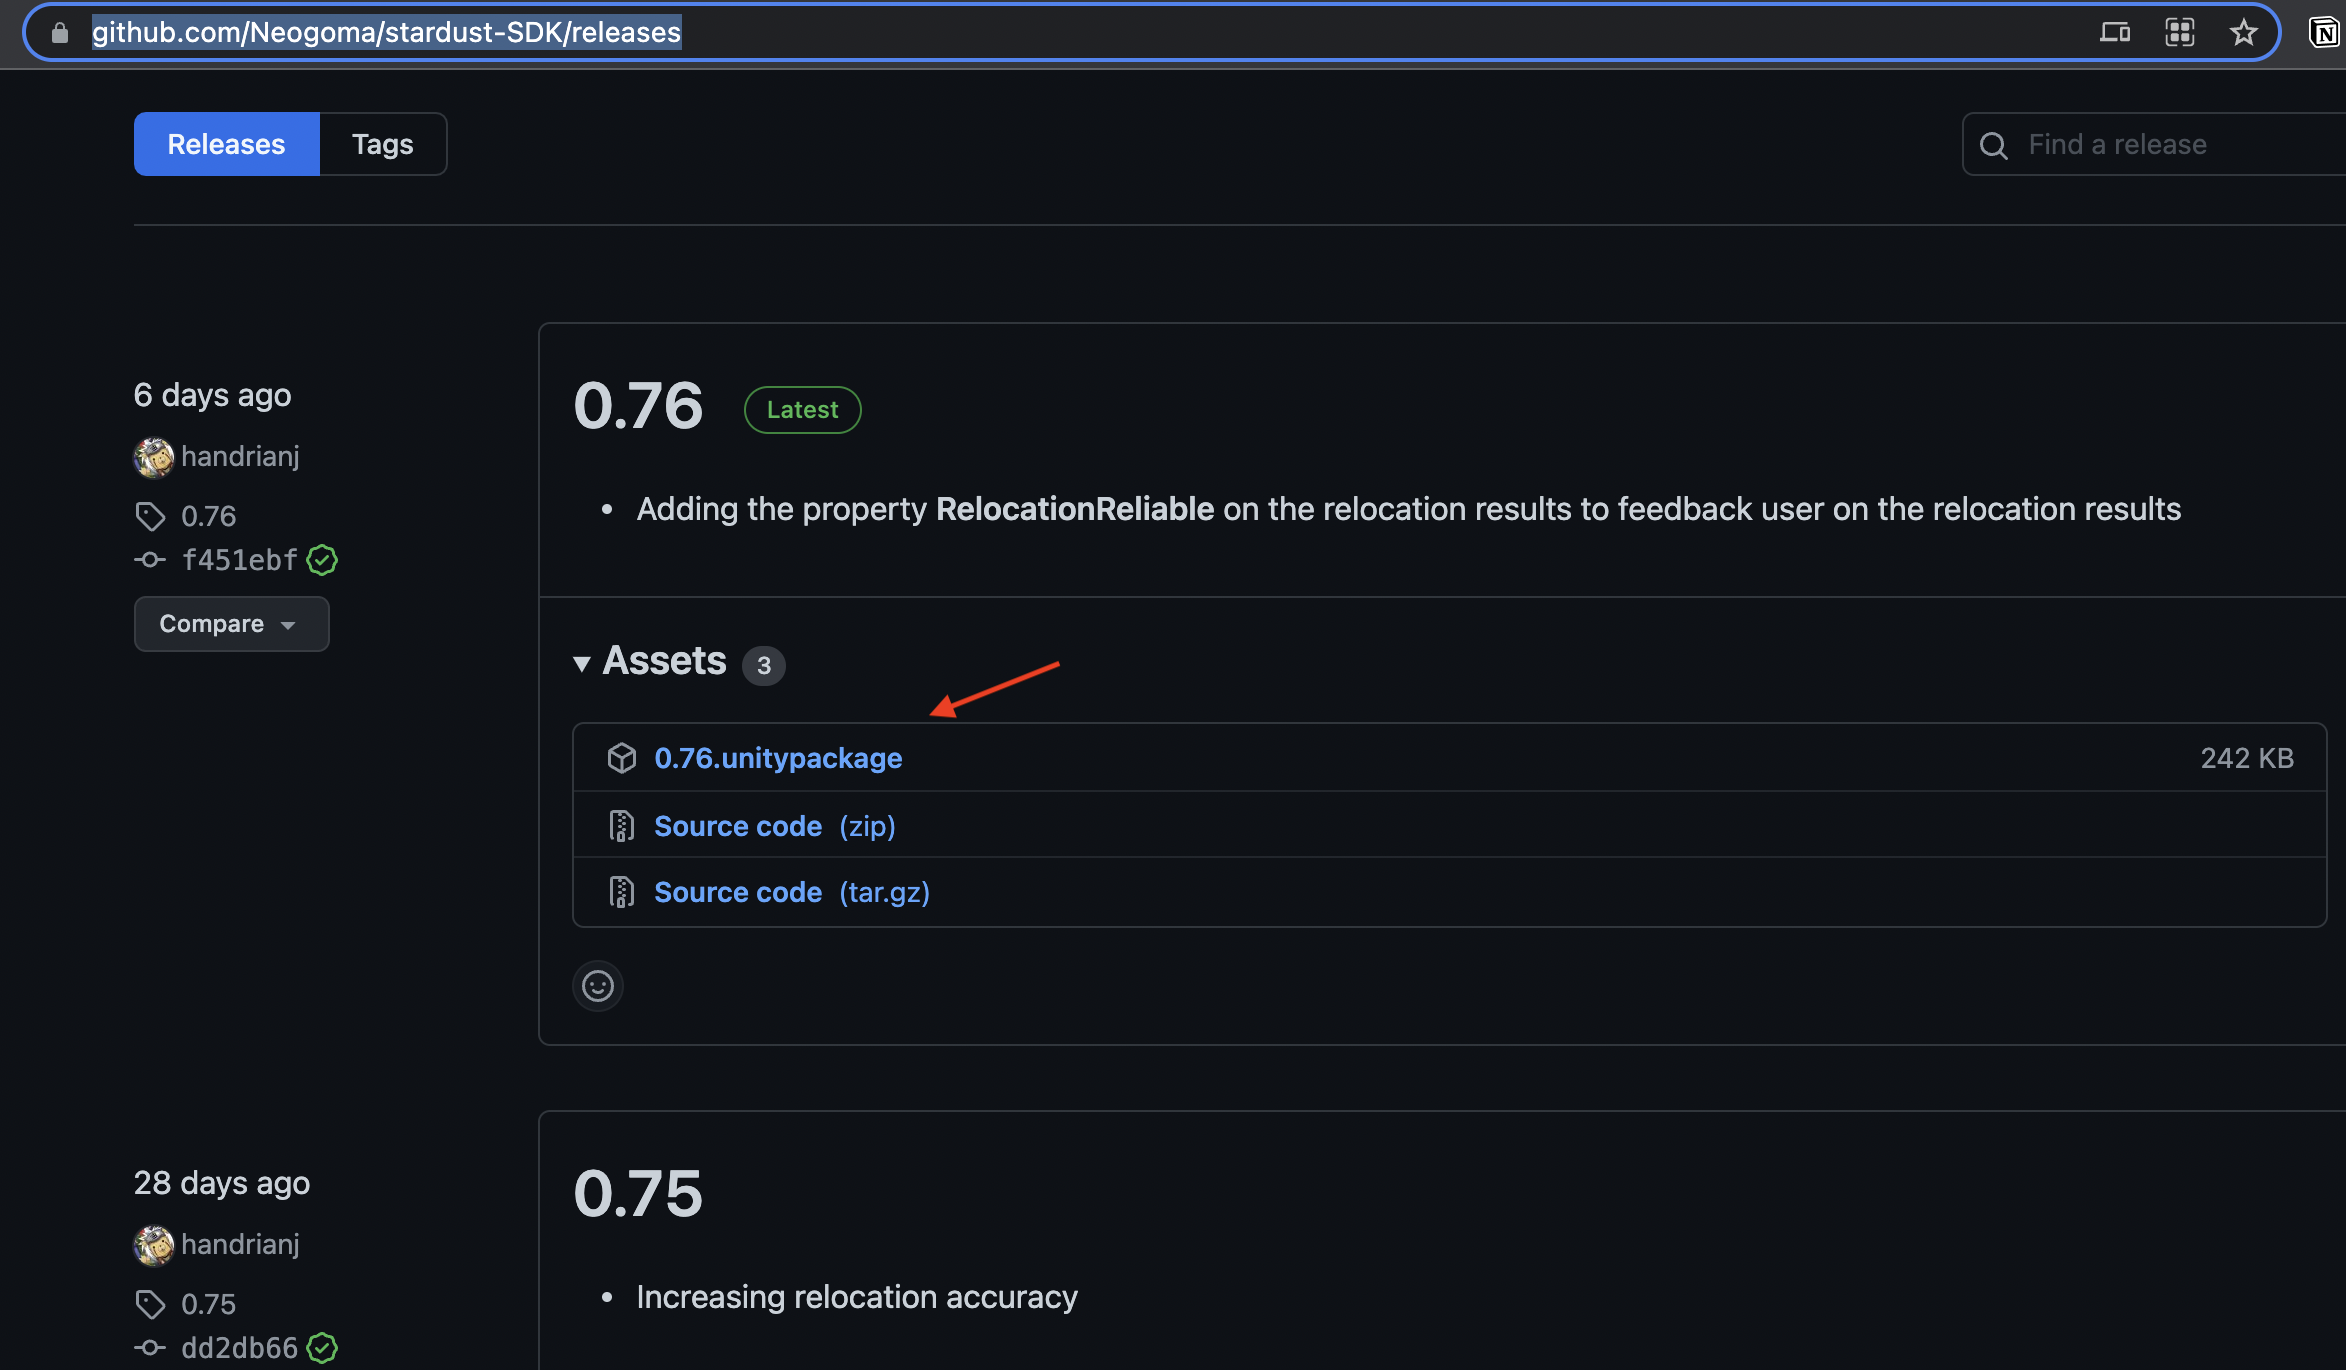 github.com/Neogoma/stardust-SDK/releases
N
Releases
Tags
Find a release
6 days ago
handrianj
0.76
f451ebf
Compare
0.76
Latest
• Adding the property RelocationReliable on the relocation results to feedback user on the relocation results
Assets 3
0.76.unitypackage
242 KB
Source code (zip)
Source code (tar.gz)
28 days ago
handrianj
0.75
dd2db66
0.75
• Increasing relocation accuracy